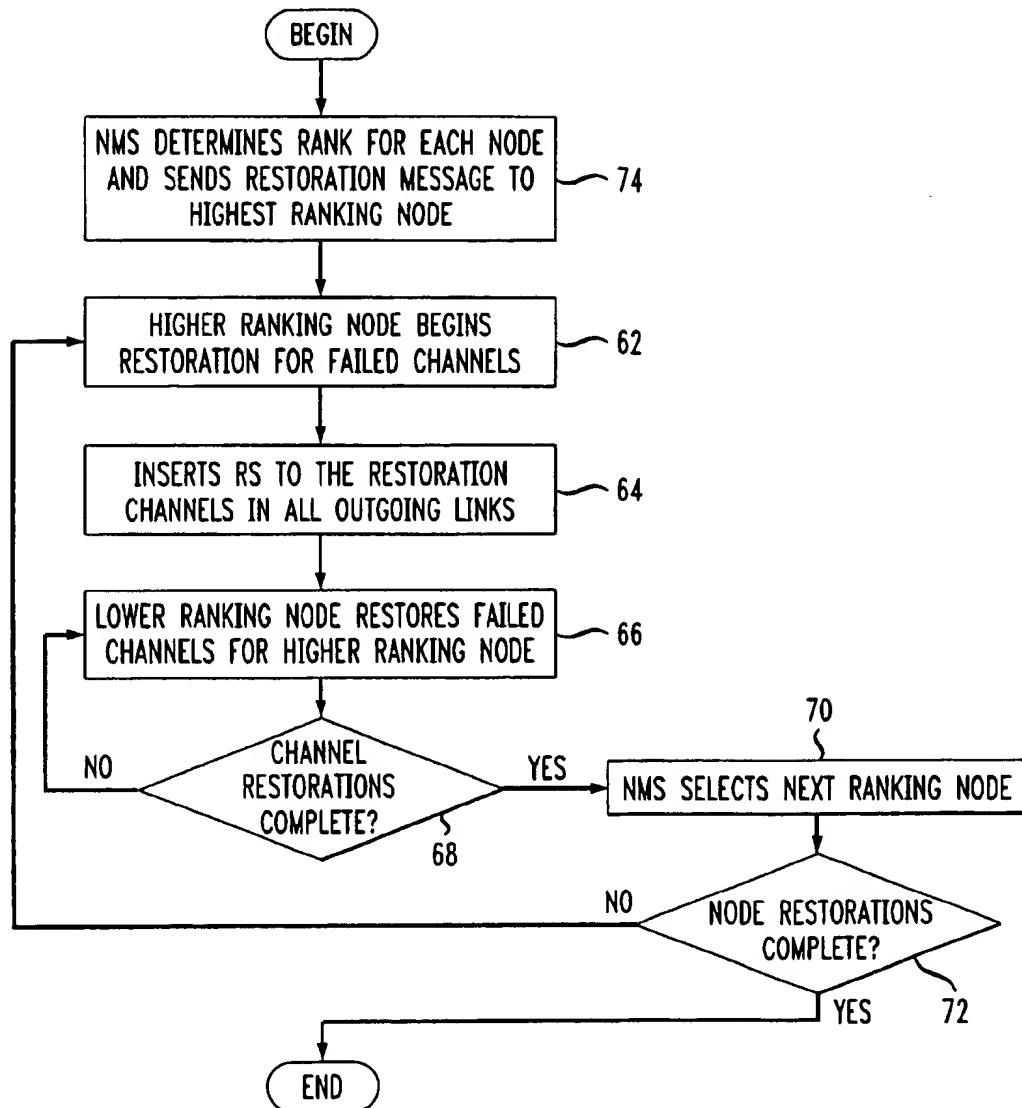 BEGIN
NMS DETERMINES RANK FOR EACH NODE
AND SENDS RESTORATION MESSAGE TO
HIGHEST RANKING NODE
74
HIGHER RANKING NODE BEGINS
RESTORATION FOR FAILED CHANNELS
62
INSERTS RS TO THE RESTORATION
CHANNELS IN ALL OUTGOING LINKS
64
LOWER RANKING NODE RESTORES FAILED
CHANNELS FOR HIGHER RANKING NODE
66
CHANNEL
RESTORATIONS
COMPLETE?
NO
YES
68
70
NMS SELECTS NEXT RANKING NODE
NO
NODE RESTORATIONS
COMPLETE?
72
YES
END